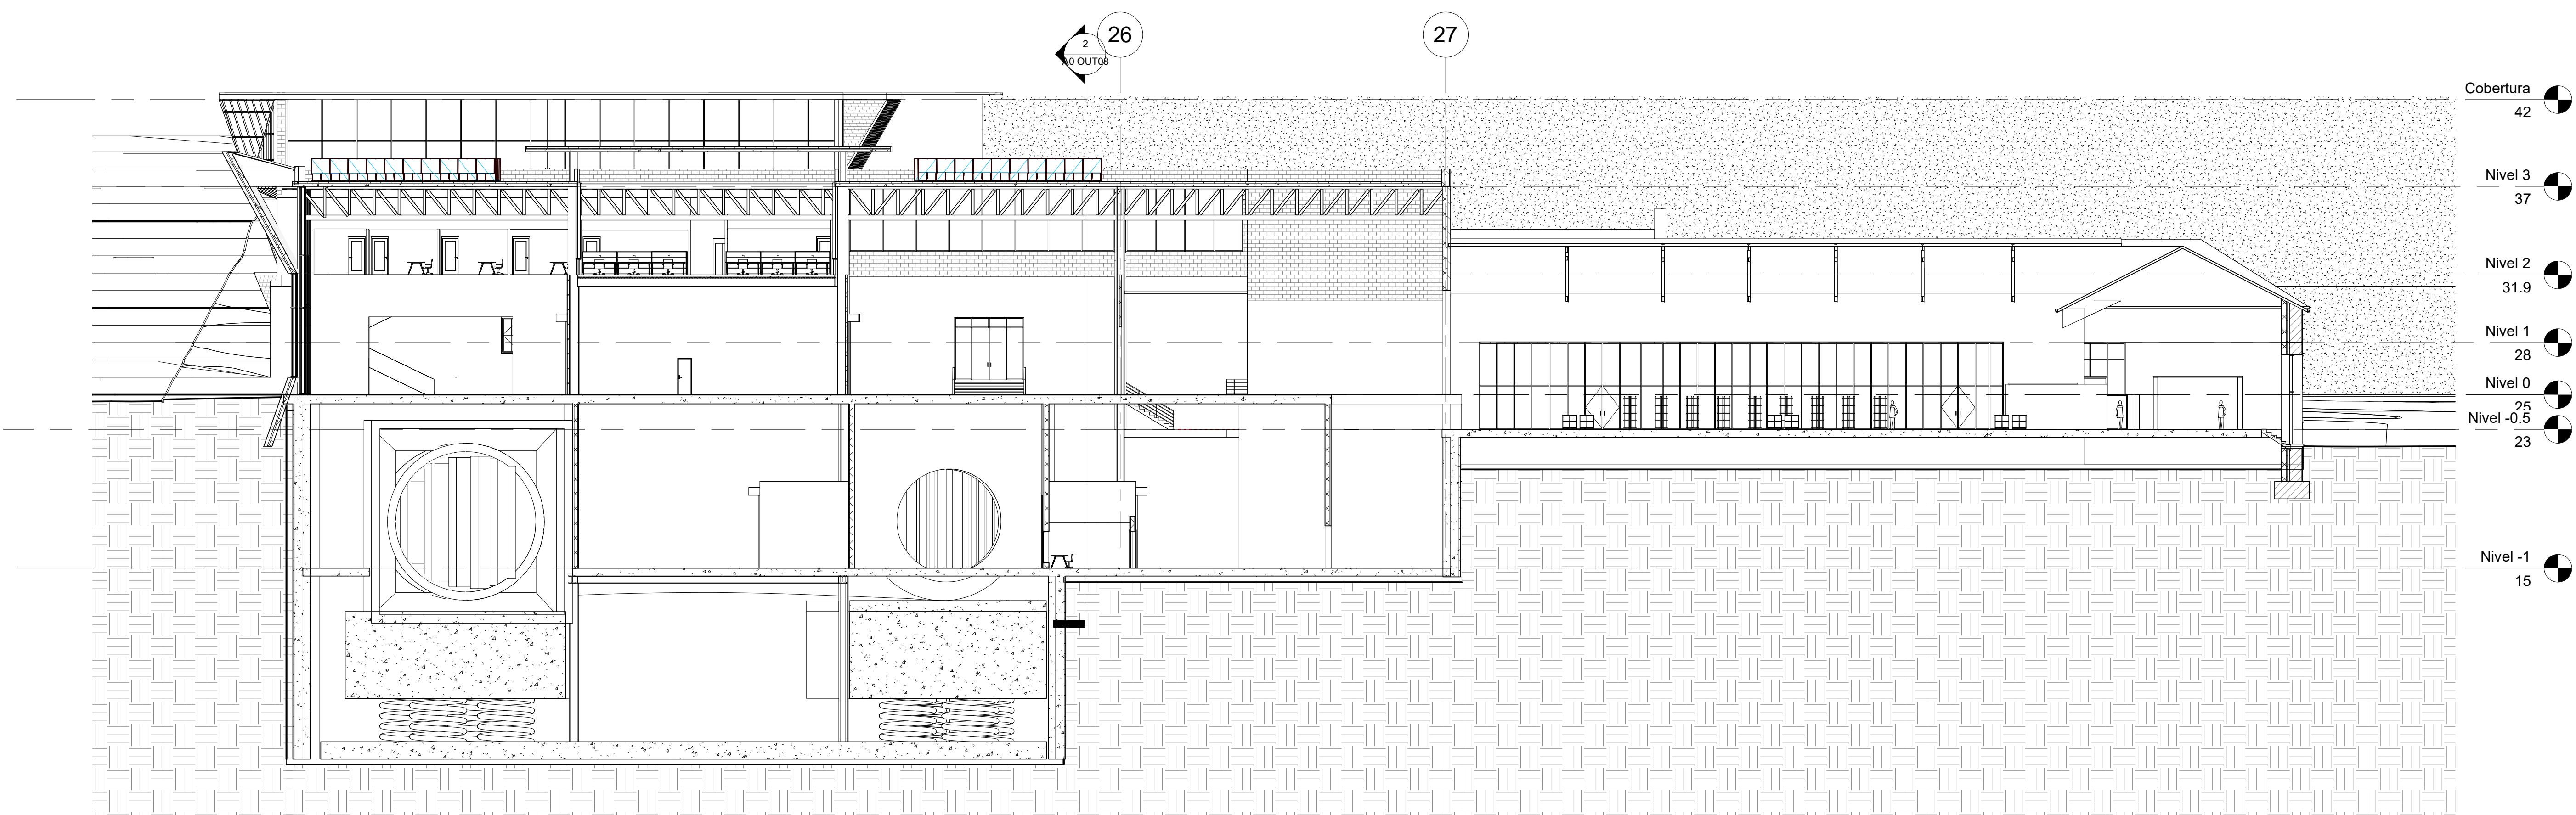 2
A0 OUT08
26
27
Cobertura
42
Nivel 3
37
Nivel 2
31.9
Nivel 1
28
Nivel 0
25
Nivel -0.5
23
Nivel -1
15